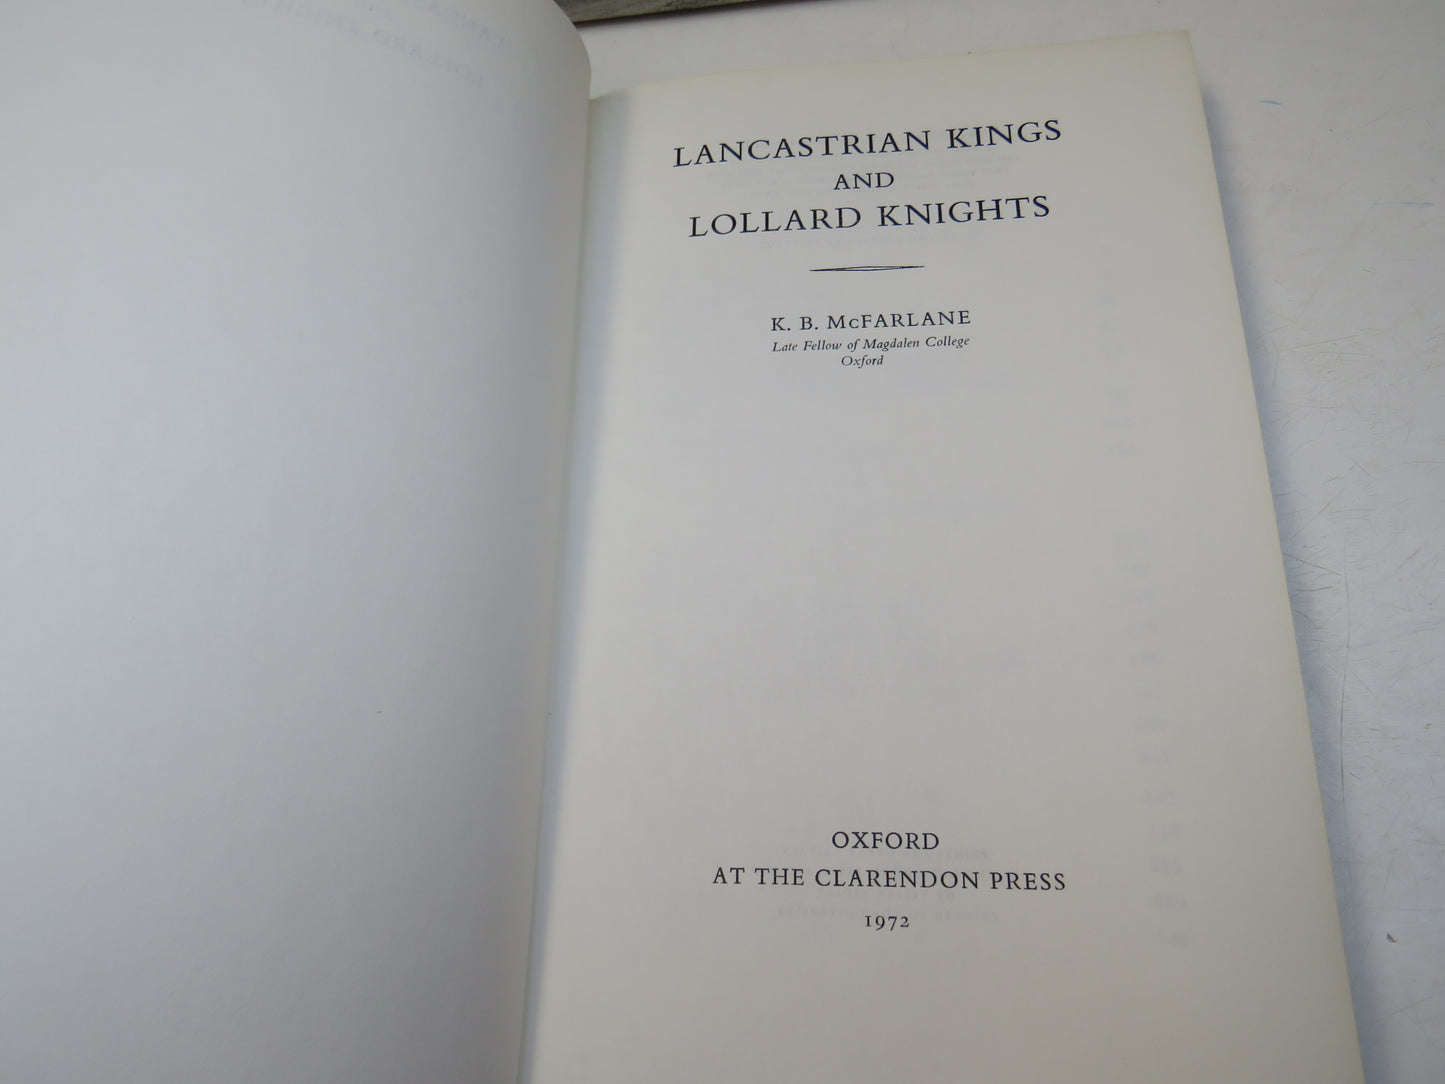 LANCASTRIAN KINGS
AND
LOLLARD KNIGHTS
K. B. McFARLANE
Late Fellow of Magdalen College
Oxford
OXFORD
AT THE CLARENDON PRESS
1972